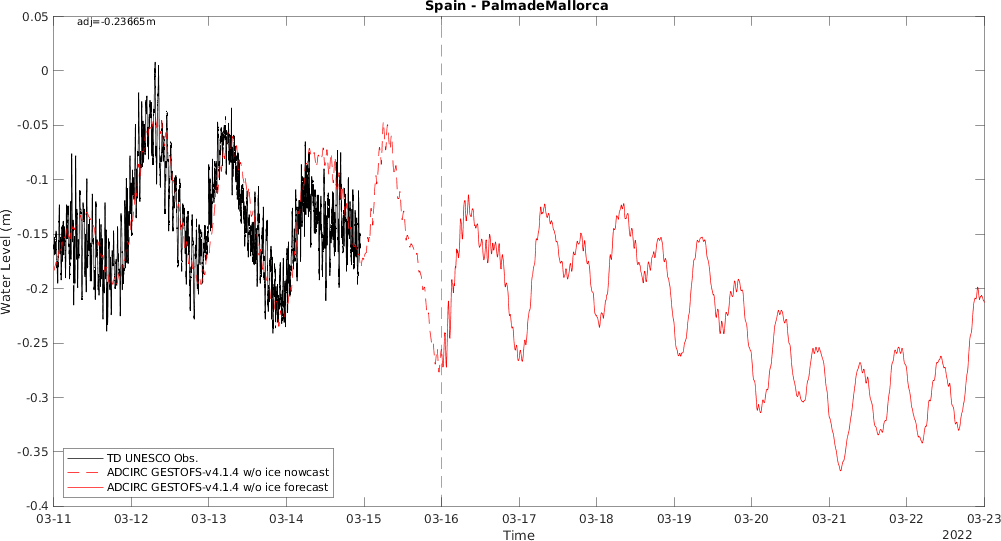 Spain - PalmadeMallorca
adj=-0.23665m
0.05
0
-0.05
-0.1
-0.15
-0.2
-0.25
-0.3
-0.35
-0.4
Water Level (m)
TD UNESCO Obs.
ADCIRC GESTOFS-v4.1.4 w/o ice nowcast
ADCIRC GESTOFS-v4.1.4 w/o ice forecast
03-11 03-12 03-13 03-14 03-15 03-16 03-17 03-18 03-19 03-20 03-21 03-22 03-23
Time
2022